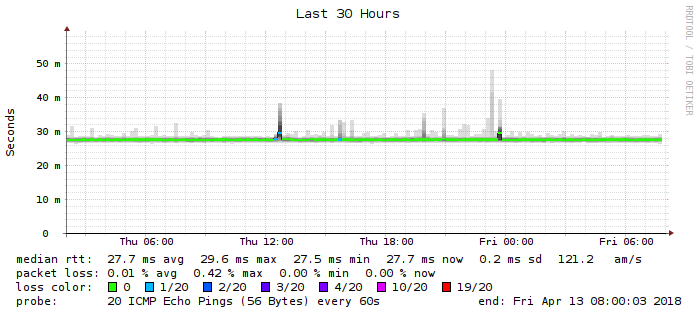 Last 30 Hours
RRDTOOL / TOBI OETIKER
Seconds
50 m
40 m
30 m
20 m
10 m
0
Thu 06:00 Thu 12:00 Thu 18:00 Fri 00:00 Fri 06:00
median rtt: 27.7 ms avg 29.6 ms max 27.5 ms min 27.7 ms now 0.2 ms sd 121.2 am/s
packet loss: 0.01 % avg 0.42 % max 0.00 % min 0.00 % now
loss color: 0 1/20 2/20 3/20 4/20 10/20 19/20
probe: 20 ICMP Echo Pings (56 Bytes) every 60s end: Fri Apr 13 08:00:03 2018